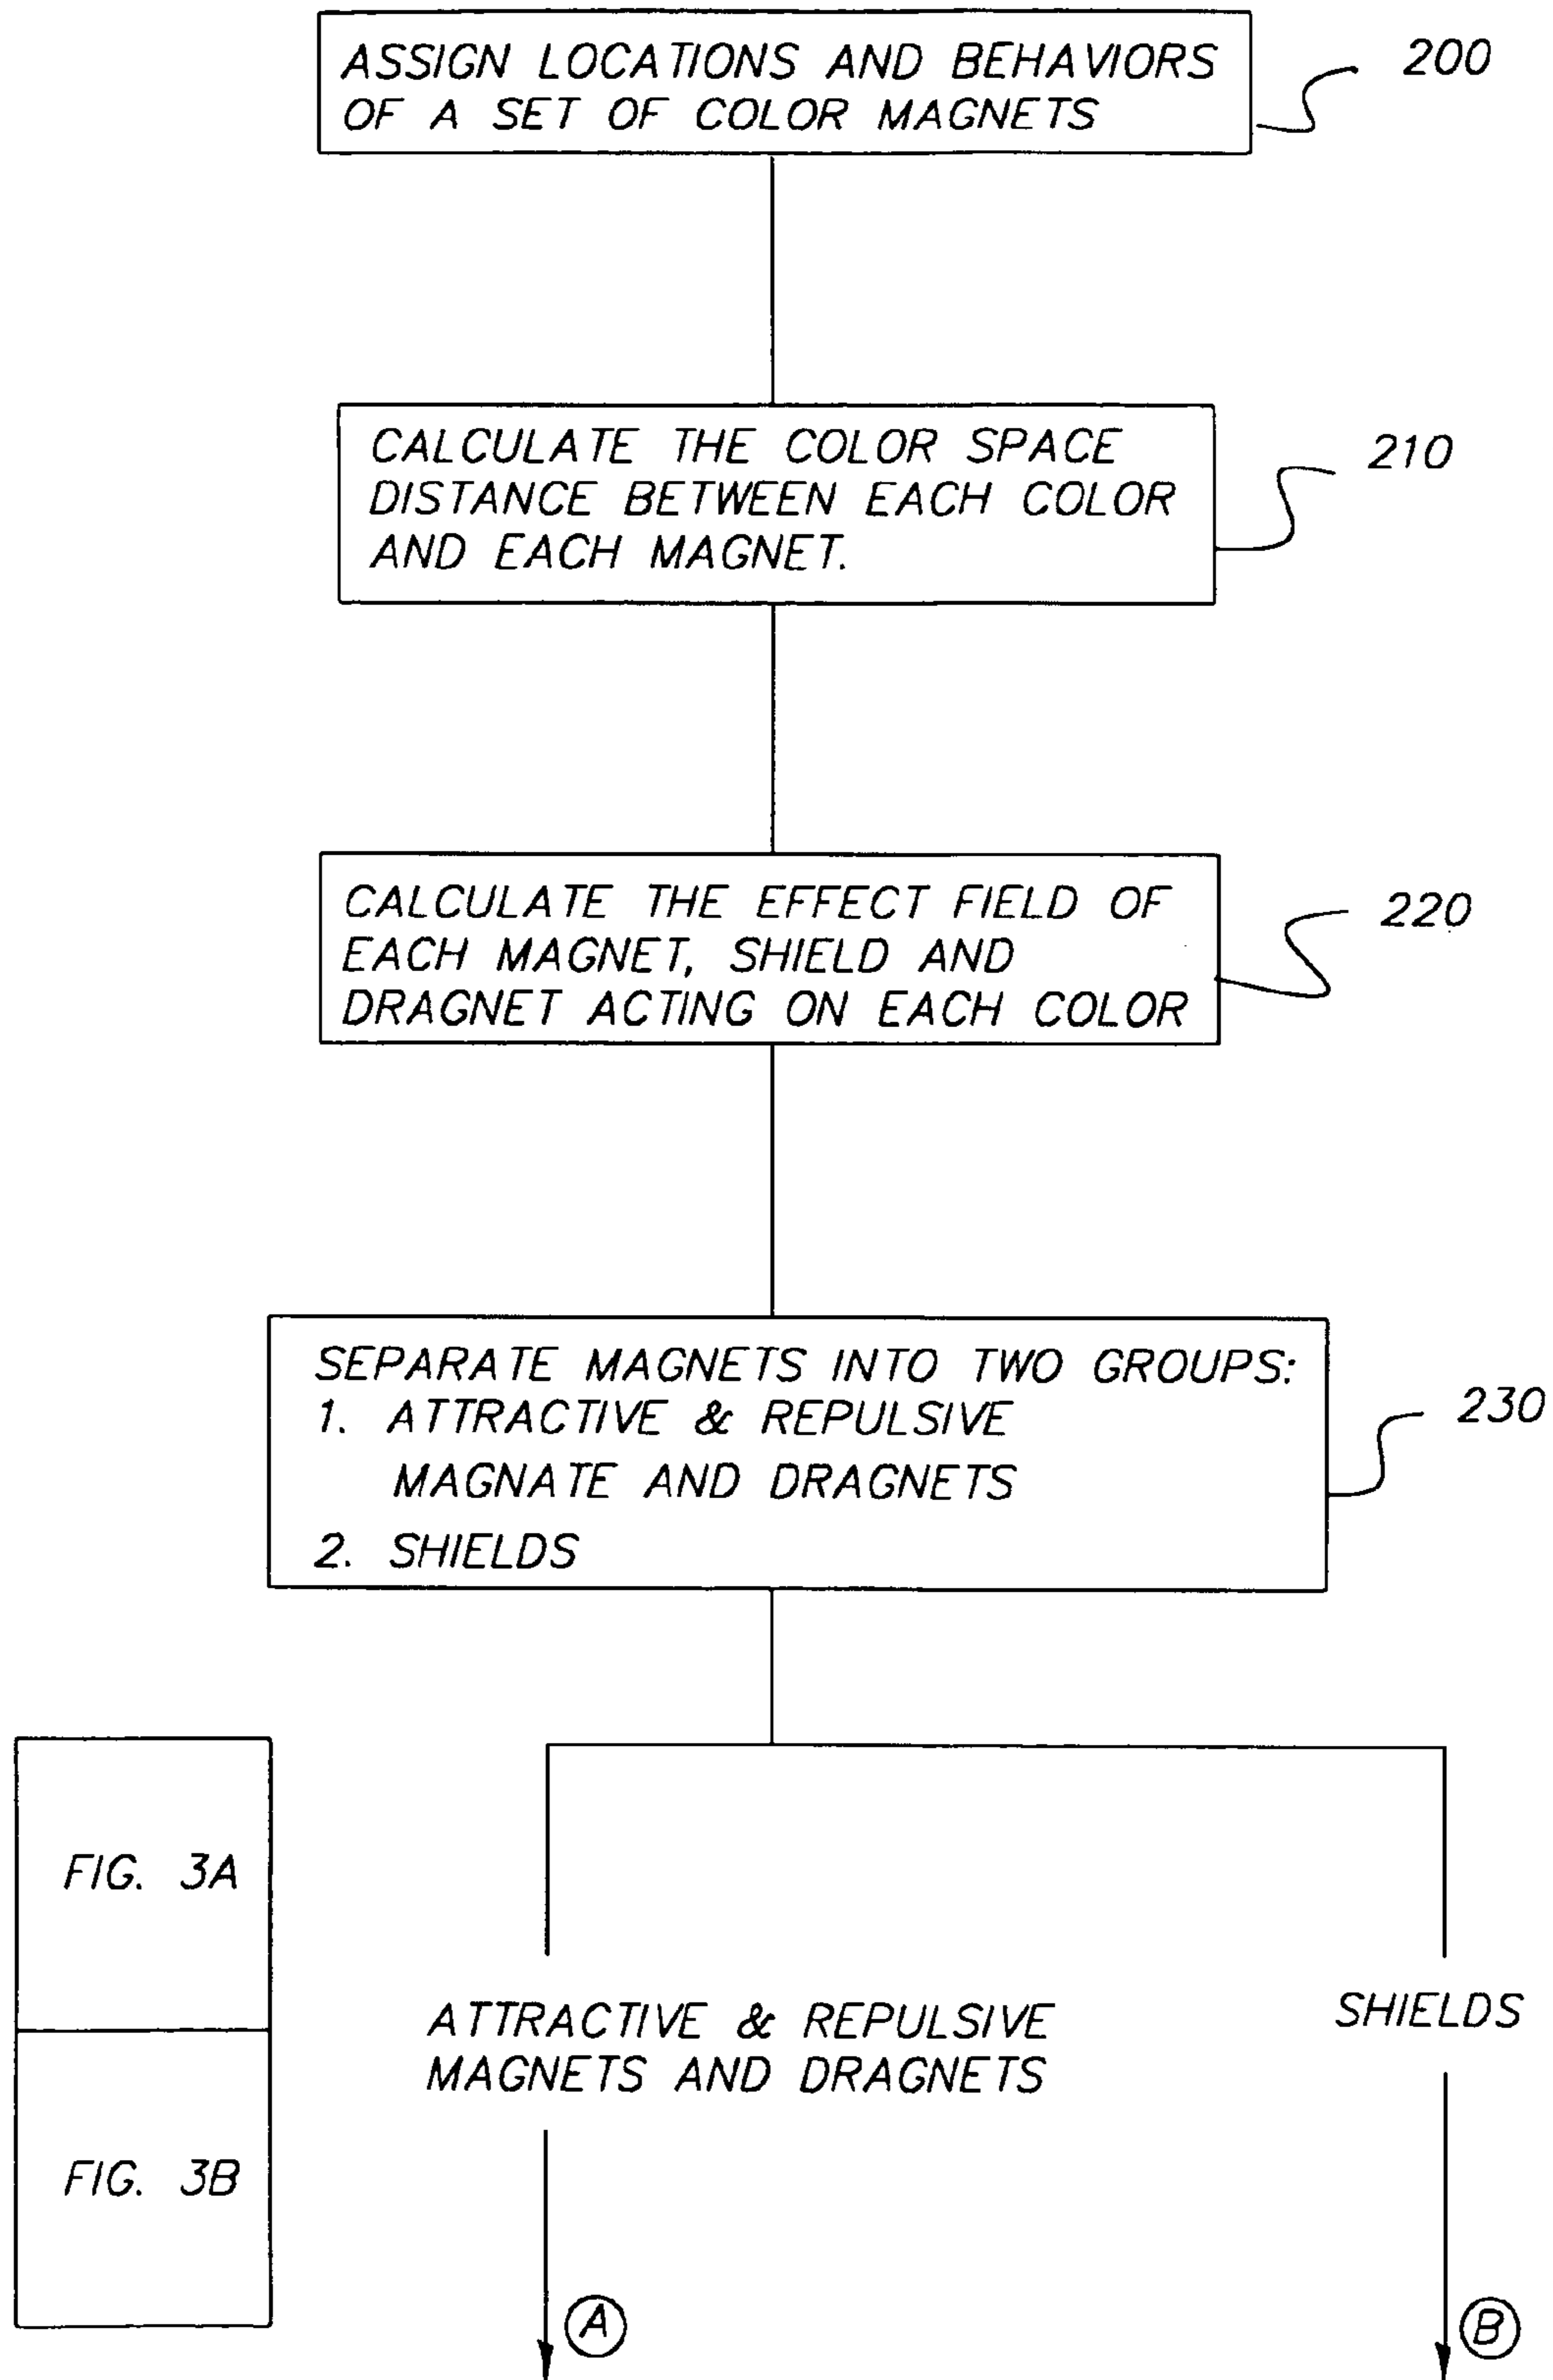 ASSIGN LOCATIONS AND BEHAVIORS
OF A SET OF COLOR MAGNETS
200
CALCULATE THE COLOR SPACE
DISTANCE BETWEEN EACH COLOR
AND EACH MAGNET.
210
CALCULATE THE EFFECT FIELD OF
EACH MAGNET, SHIELD AND
DRAGNET ACTING ON EACH COLOR
220
SEPARATE MAGNETS INTO TWO GROUPS:
1. ATTRACTIVE & REPULSIVE
MAGNATE AND DRAGNETS
2. SHIELDS
230
FIG. 3A
FIG. 3B
ATTRACTIVE & REPULSIVE
MAGNETS AND DRAGNETS
SHIELDS
A
B